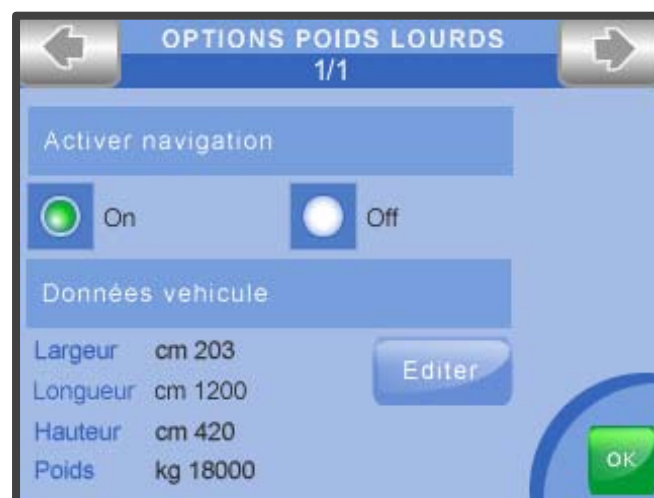 OPTIONS POIDS LOURDS
1/1
Activer navigation
On Off
Données vehicule
Largeur cm 203
Editer
Longueur cm 1200
Hauteur cm 420
Poids kg 18000
OK